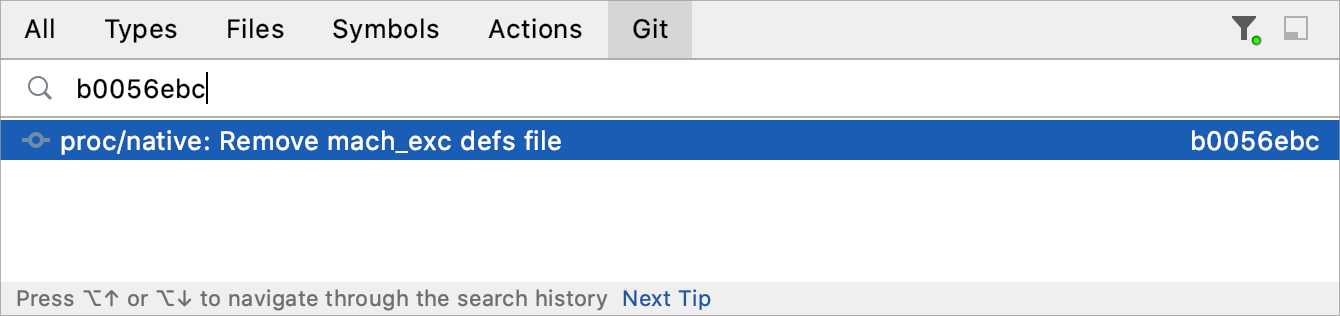 All Types Files Symbols Actions Git
b0056ebc
proc/native: Remove mach_exc defs file b0056ebc
Press ⌥↑ or ⌥↓ to navigate through the search history Next Tip